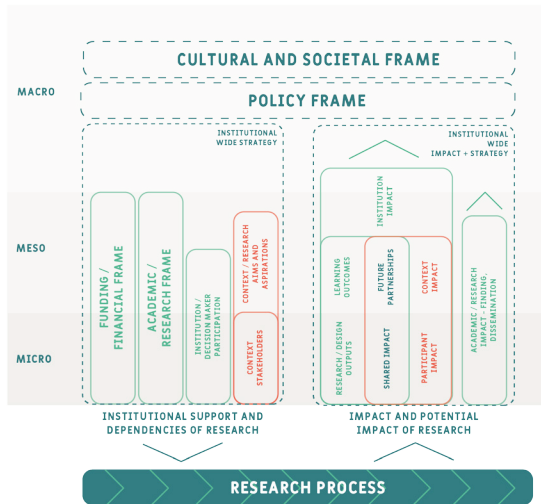 CULTURAL AND SOCIETAL FRAME
MACRO
POLICY FRAME
INSTITUTIONAL
WIDE STRATEGY
INSTITUTIONAL
WIDE
IMPACT + STRATEGY
MESO
MICRO
FUNDING /
FINANCIAL FRAME
ACADEMIC /
RESEARCH FRAME
INSTITUTION /
DECISION MAKER
PARTICIPATION
CONTEXT / RESEARCH
AIMS AND
ASPIRATIONS
CONTEXT
STAKEHOLDERS
INSTITUTION
IMPACT
LEARNING
OUTCOMES
FUTURE
PARTNERSHIPS
CONTEXT
IMPACT
RESEARCH / DESIGN
OUTPUTS
SHARED IMPACT
PARTICIPANT
IMPACT
ACADEMIC / RESEARCH
IMPACT - FINDING,
DISSEMINATION
INSTITUTIONAL SUPPORT AND
DEPENDENCIES OF RESEARCH
IMPACT AND POTENTIAL
IMPACT OF RESEARCH
RESEARCH PROCESS